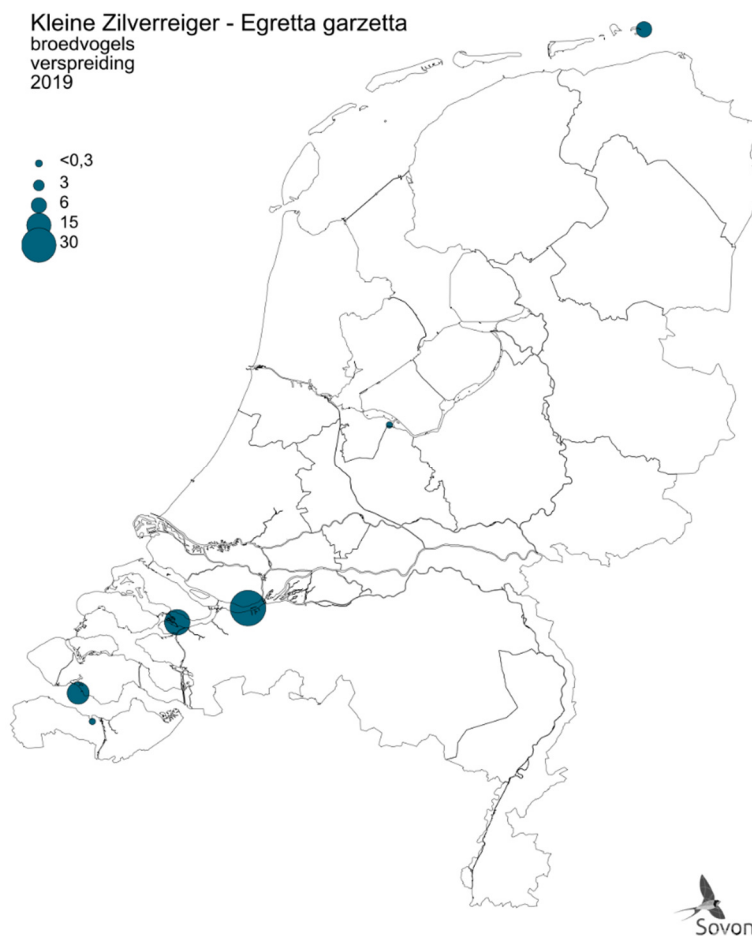 Kleine Zilverreiger - Egretta garzetta
broedvogels
verspreiding
2019
<0,3
3
6
15
30
Sovon